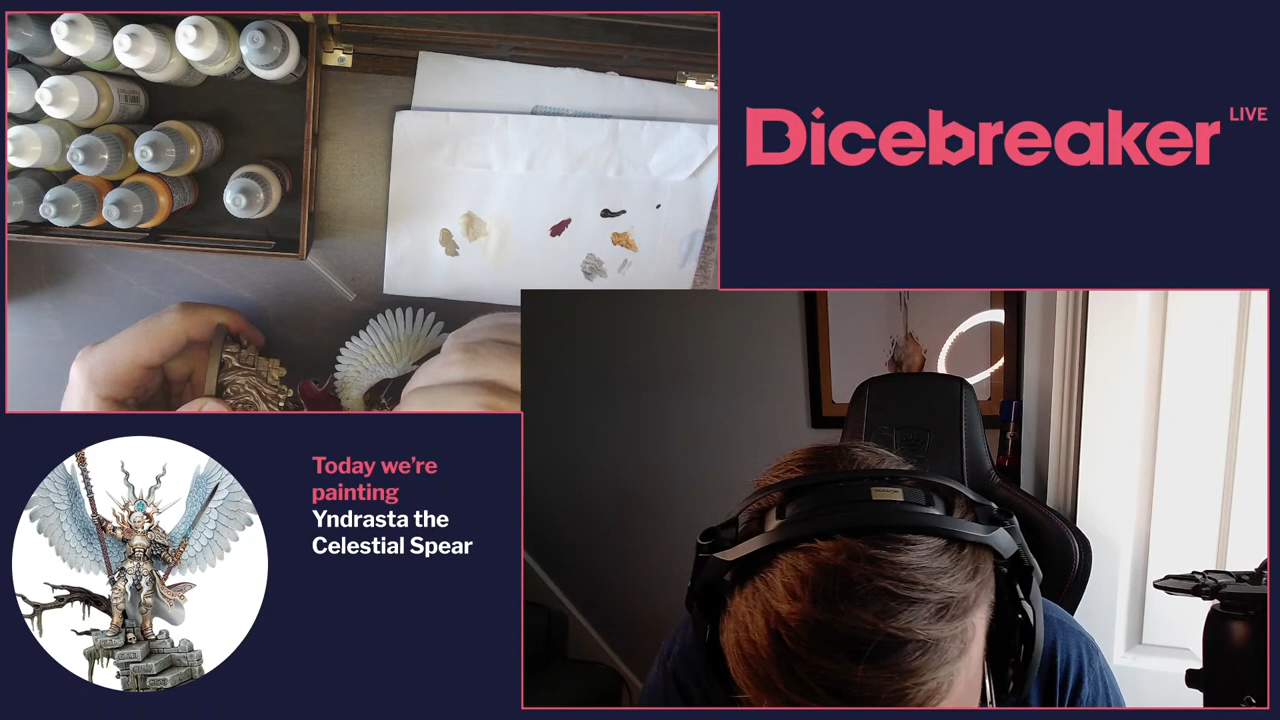 Dicebreaker LIVE
Today we're
painting
Yndrasta the
Celestial Spear